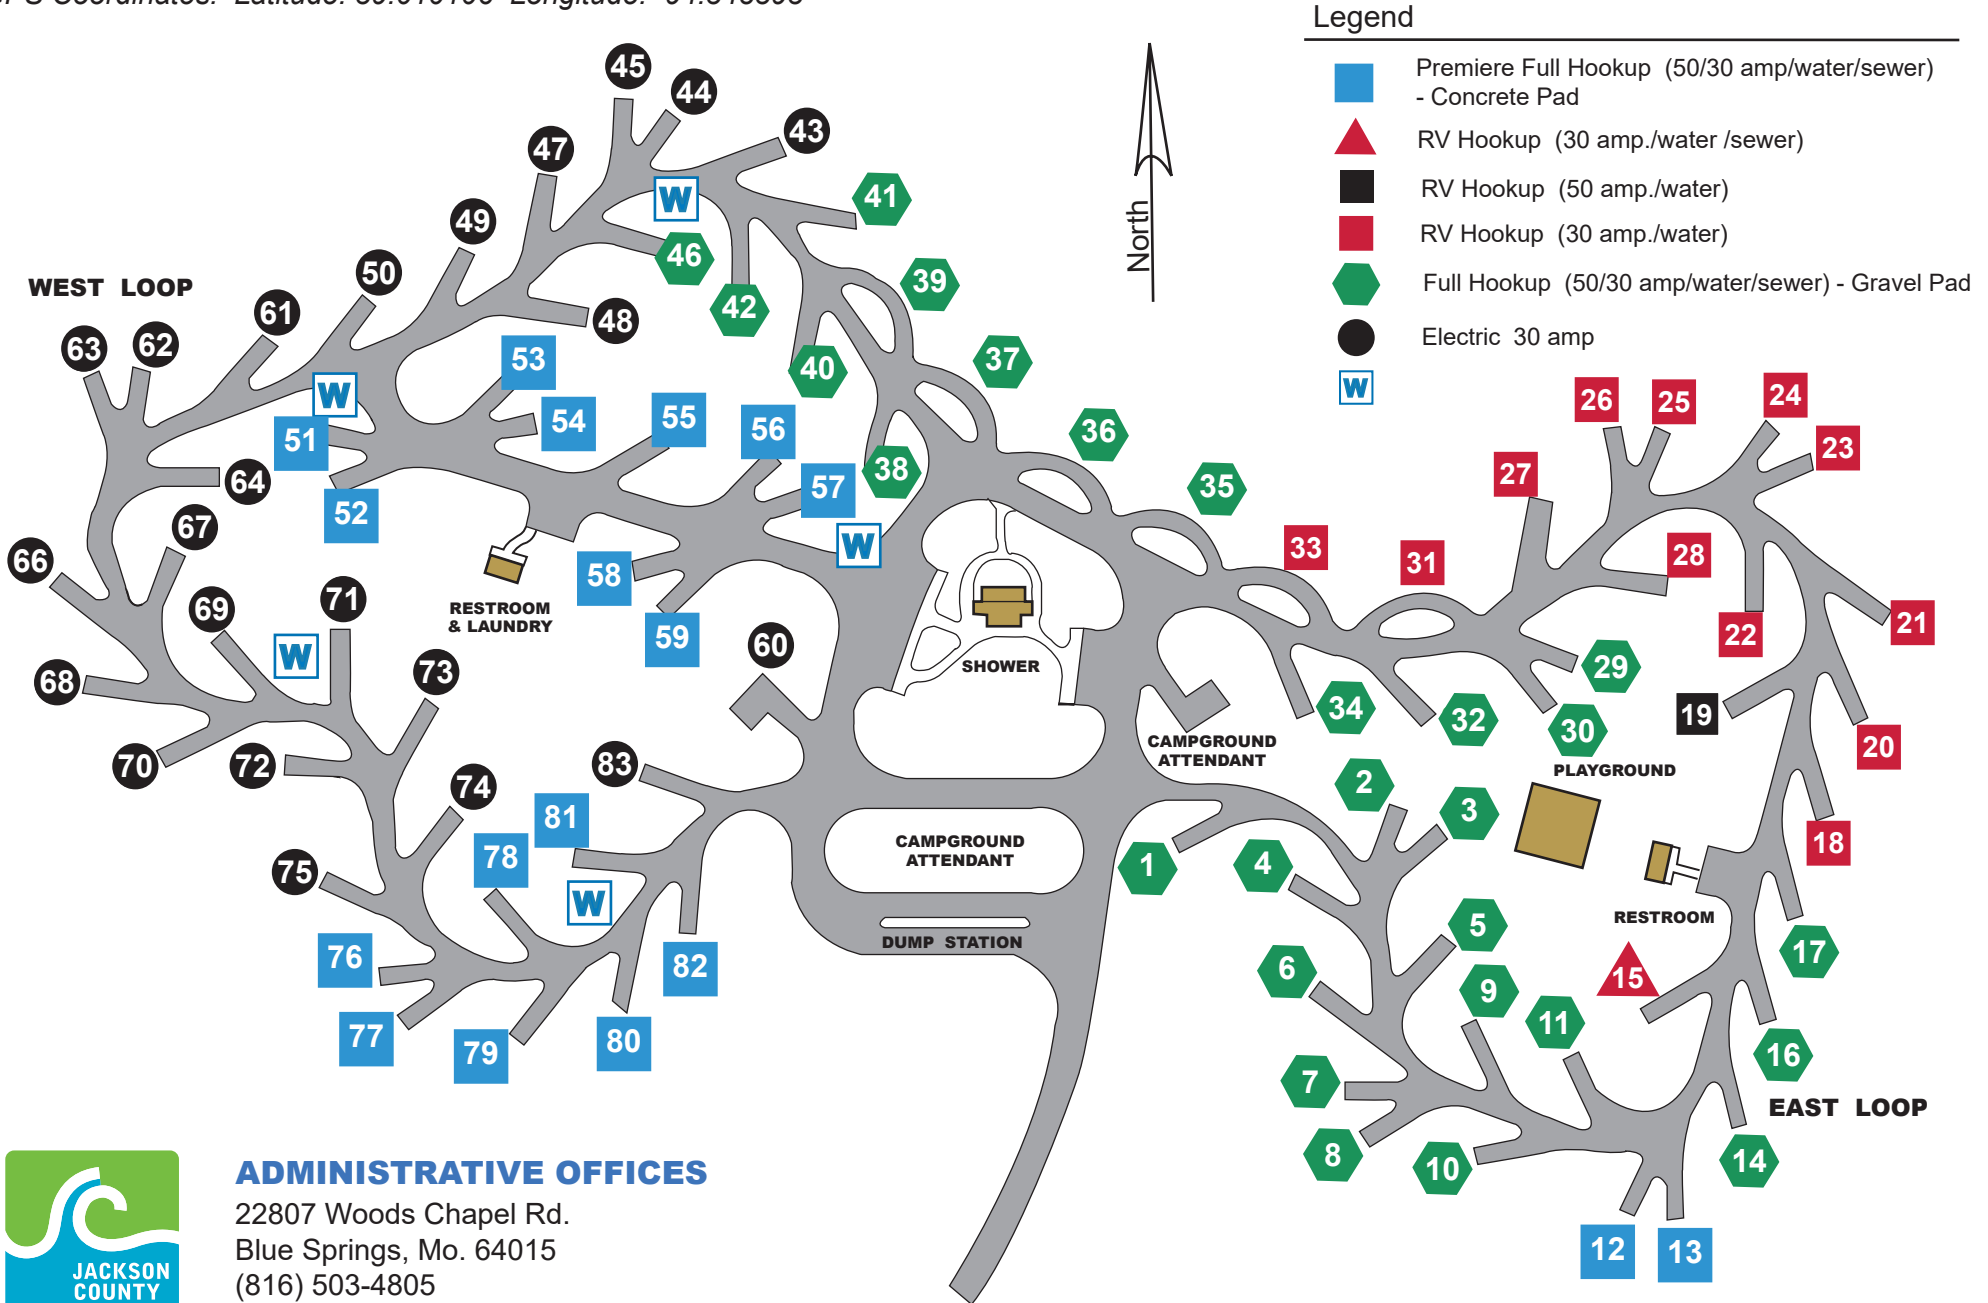 Legend
Premiere Full Hookup (50/30 amp/water/sewer)
- Concrete Pad
RV Hookup (30 amp./water /sewer)
RV Hookup (50 amp./water)
RV Hookup (30 amp./water)
Full Hookup (50/30 amp/water/sewer) - Gravel Pad
Electric 30 amp
W
North
WEST LOOP
45
44
43
47
W
41
49
46
50
39
42
48
61
63
62
53
37
40
W
51
54
55
56
36
38
57
64
52
35
67
W
66
58
33
31
26
25
24
23
27
28
22
21
69
71
RESTROOM
& LAUNDRY
59
60
SHOWER
W
68
73
29
34
32
30
19
20
70
72
83
74
CAMPGROUND
ATTENDANT
PLAYGROUND
2
3
81
78
CAMPGROUND
ATTENDANT
1
4
18
75
W
RESTROOM
5
DUMP STATION
76
82
6
9
15
17
77
79
80
11
16
7
8
10
EAST LOOP
14
12
13
ADMINISTRATIVE OFFICES
22807 Woods Chapel Rd.
Blue Springs, Mo. 64015
(816) 503-4805
JACKSON
COUNTY